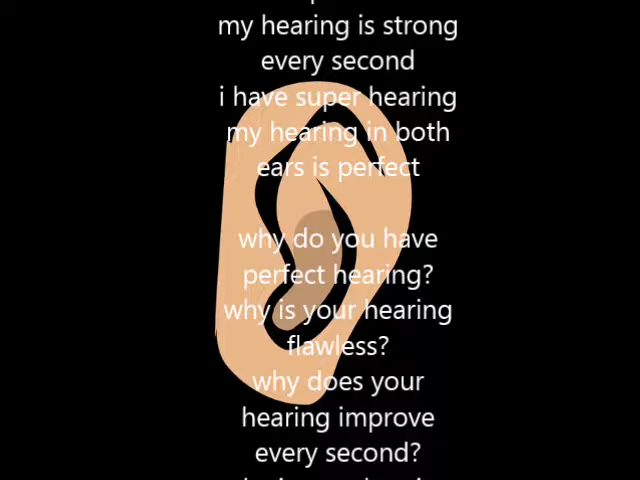 my hearing is strong
every second
i have super hearing
my hearing in both
ears is perfect
why do you have
perfect hearing?
why is your hearing
flawless?
why does your
hearing improve
every second?